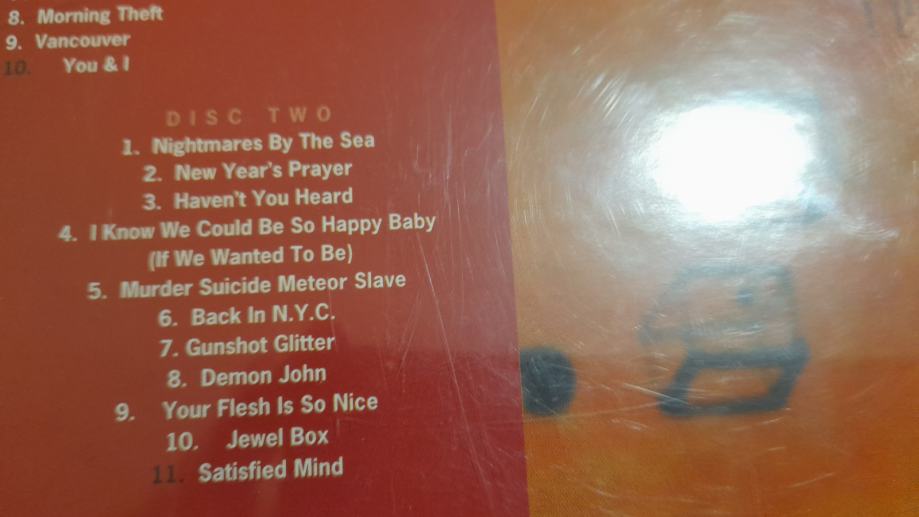 8. Morning Theft
9. Vancouver
10. You & I
DISC TWO
1. Nightmares By The Sea
2. New Year's Prayer
3. Haven't You Heard
4. I Know We Could Be So Happy Baby
(If We Wanted To Be)
5. Murder Suicide Meteor Slave
6. Back In N.Y.C.
7. Gunshot Glitter
8. Demon John
9. Your Flesh Is So Nice
10. Jewel Box
11. Satisfied Mind